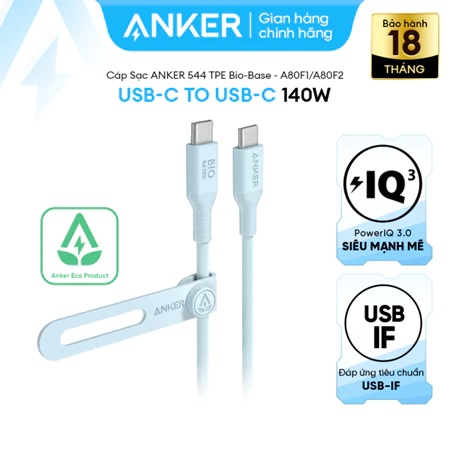 ANKER
Gian hàng
chính hãng
Bảo hành
18
THÁNG
Cáp Sạc ANKER 544 TPE Bio-Base - A80F1/A80F2
USB-C TO USB-C 140W
BIO
BASED
ANKER
IQ3
PowerIQ 3.0
SIÊU MẠNH MẼ
Anker Eco Product
ANKER
USB
IF
Đáp ứng tiêu chuẩn
USB-IF